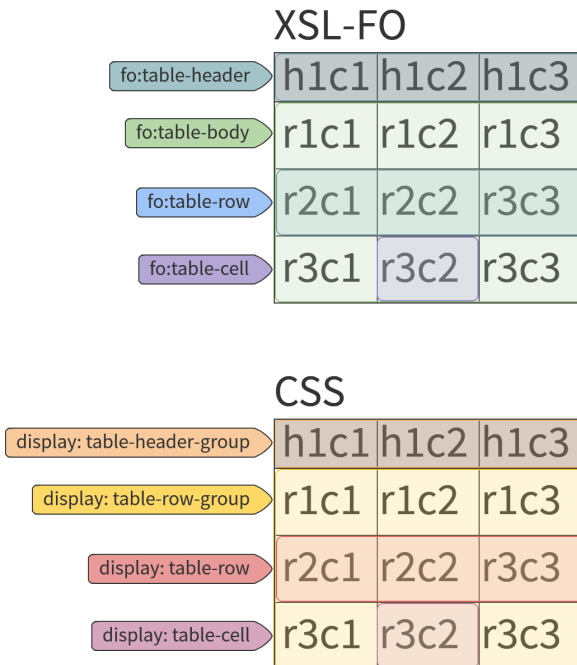 XSL-FO
fo:table-header h1c1 h1c2 h1c3
fo:table-body r1c1 r1c2 r1c3
fo:table-row r2c1 r2c2 r3c3
fo:table-cell r3c1 r3c2 r3c3
CSS
display: table-header-group h1c1 h1c2 h1c3
display: table-row-group r1c1 r1c2 r1c3
display: table-row r2c1 r2c2 r3c3
display: table-cell r3c1 r3c2 r3c3